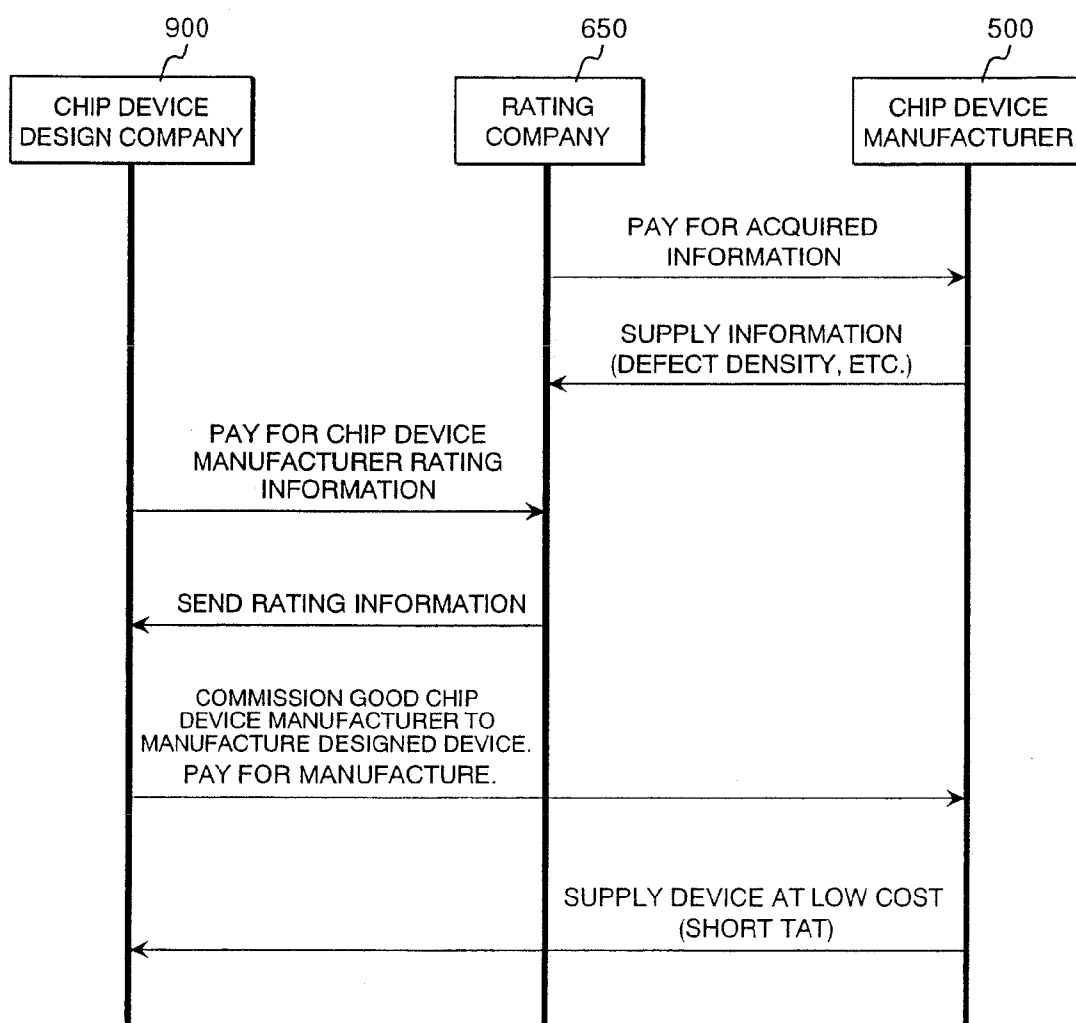 900
650
500
CHIP DEVICE
DESIGN COMPANY
RATING
COMPANY
CHIP DEVICE
MANUFACTURER
PAY FOR ACQUIRED
INFORMATION
SUPPLY INFORMATION
(DEFECT DENSITY, ETC.)
PAY FOR CHIP DEVICE
MANUFACTURER RATING
INFORMATION
SEND RATING INFORMATION
COMMISSION GOOD CHIP
DEVICE MANUFACTURER TO
MANUFACTURE DESIGNED DEVICE.
PAY FOR MANUFACTURE.
SUPPLY DEVICE AT LOW COST
(SHORT TAT)